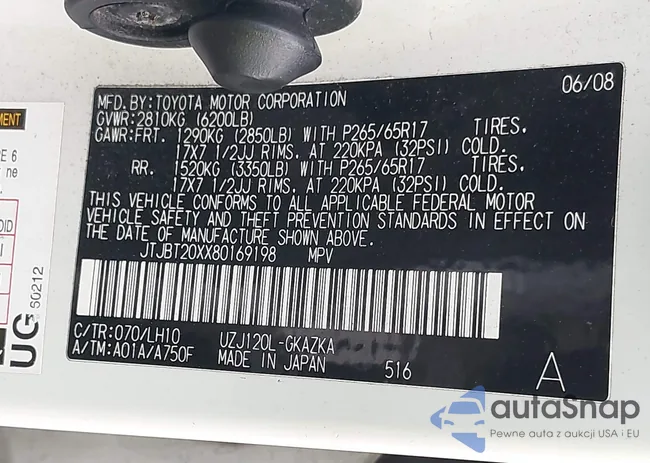 06/08
MFD. BY: TOYOTA MOTOR CORPORATION
GVWR: 2810KG (6200LB)
GAWR: FRT. 1290KG (2850LB) WITH P265/65R17 TIRES.
17X7 1/2JJ RIMS. AT 220KPA (32PSI) COLD.
RR. 1520KG (3350LB) WITH P265/65R17 TIRES.
17X7 1/2JJ RIMS. AT 220KPA (32PSI) COLD.
THIS VEHICLE CONFORMS TO ALL APPLICABLE FEDERAL MOTOR
VEHICLE SAFETY AND THEFT PREVENTION STANDARDS IN EFFECT ON
THE DATE OF MANUFACTURE SHOWN ABOVE.
JTJBT20XX80169198 MPV
C/TR: 070/LH10 UZJ120L-GKAZKA
A/TM: A01A/A750F MADE IN JAPAN 516
A
UG
50212
autoSnap
Pewne auta z aukcji USA i EU